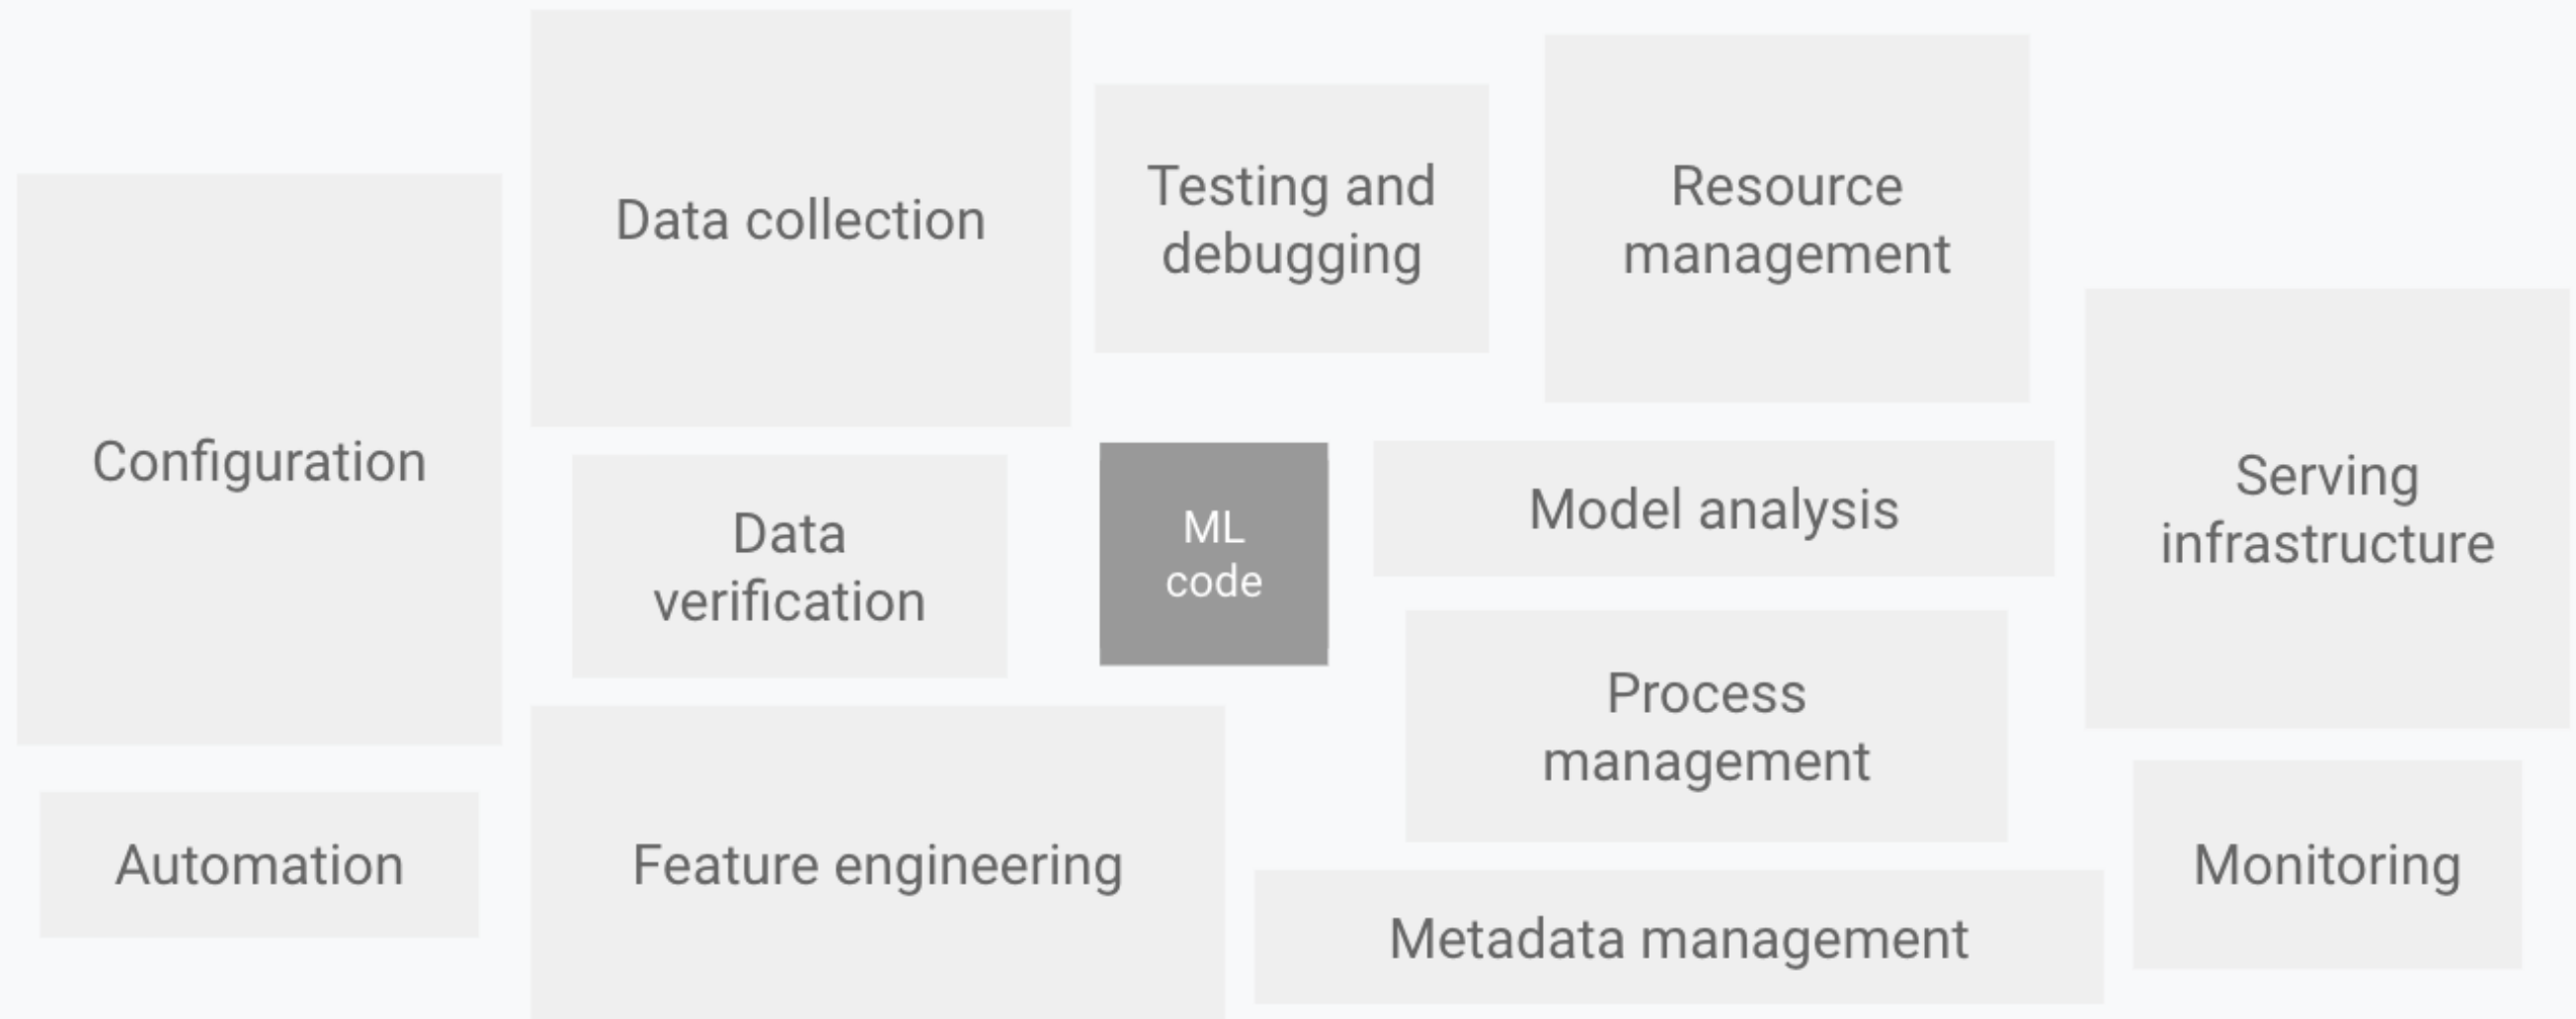 Data collection
Testing and
debugging
Resource
management
Configuration
Data
verification
ML
code
Model analysis
Serving
infrastructure
Process
management
Automation
Feature engineering
Metadata management
Monitoring